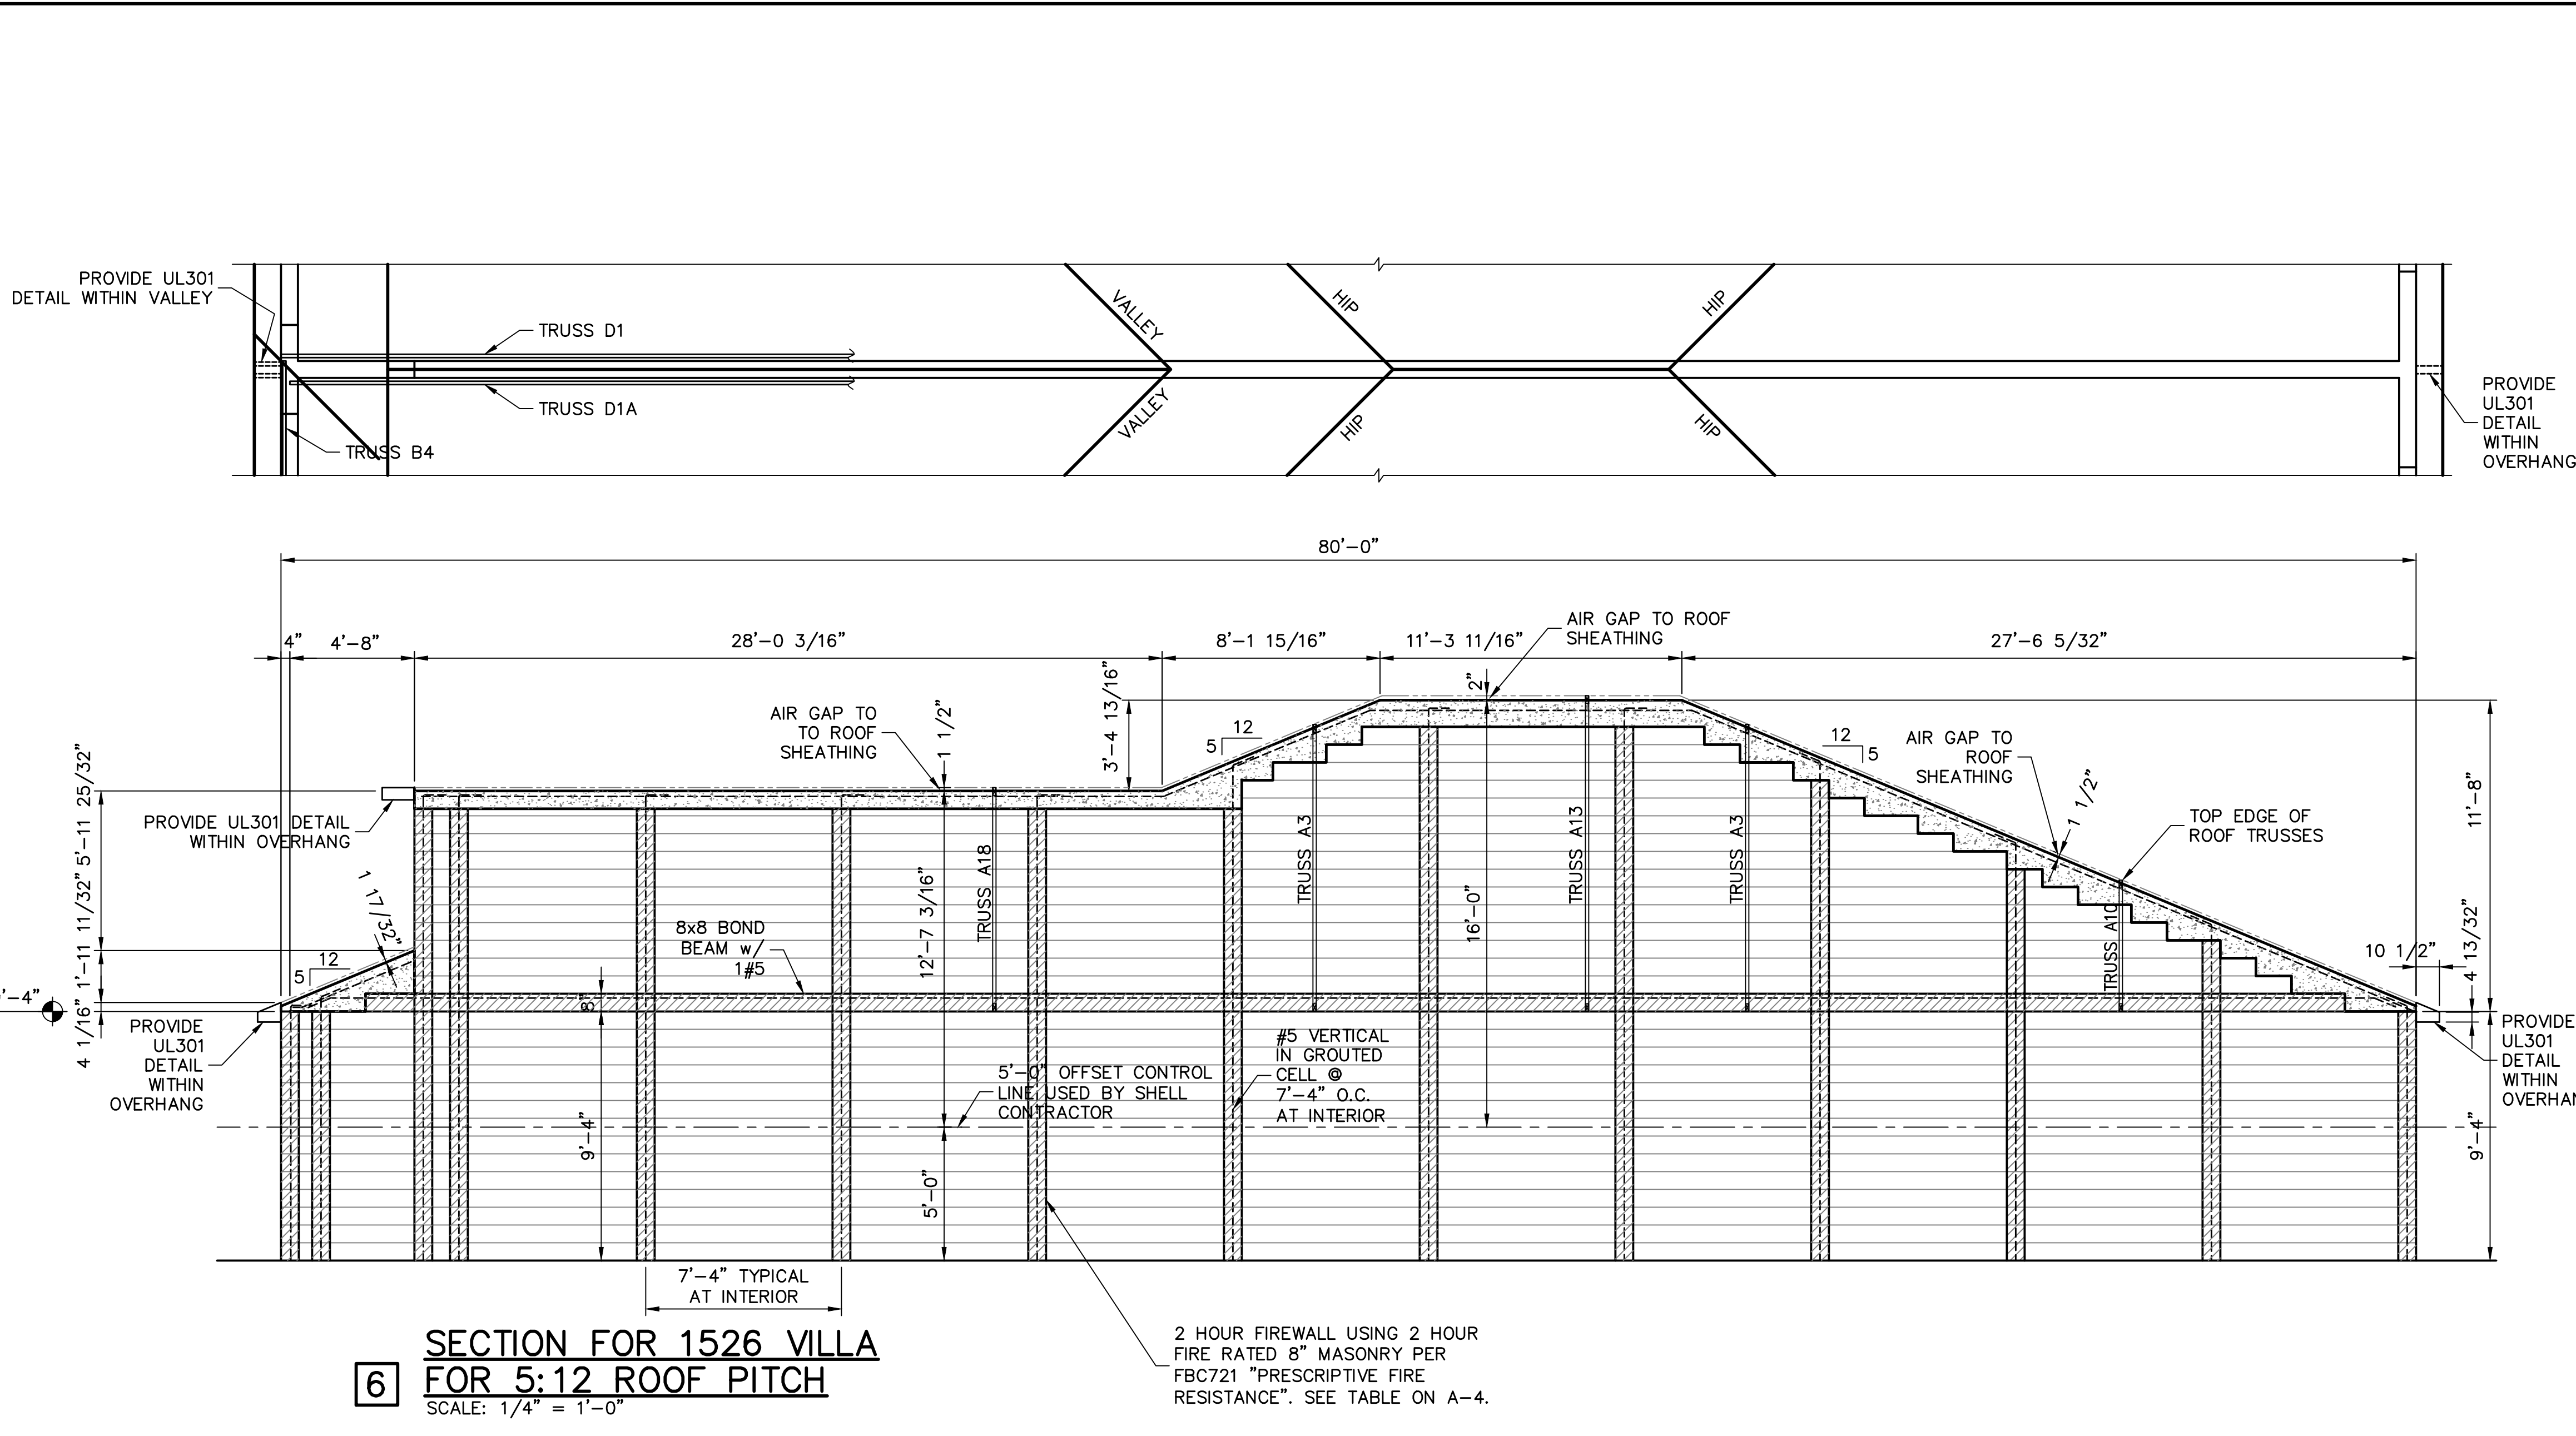 PROVIDE UL301
DETAIL WITHIN VALLEY
TRUSS D1
TRUSS D1A
TRUSS B4
VALLEY
VALLEY
HIP
HIP
HIP
HIP
PROVIDE
UL301
DETAIL
WITHIN
OVERHANG
80'-0"
4"
4'-8"
28'-0 3/16"
8'-1 15/16"
11'-3 11/16"
27'-6 5/32"
AIR GAP TO ROOF
SHEATHING
2"
3'-4 13/16"
AIR GAP TO
TO ROOF
SHEATHING
1 1/2"
12
5
12
5
AIR GAP TO
ROOF
SHEATHING
1 1/2"
TOP EDGE OF
ROOF TRUSSES
11'-8"
5'-11 25/32"
1'-11 11/32"
4 1/16"
PROVIDE UL301 DETAIL
WITHIN OVERHANG
1 17/32"
12
5
8x8 BOND
BEAM w/
1#5
12'-7 3/16"
TRUSS A18
TRUSS A3
16'-0"
TRUSS A13
TRUSS A3
TRUSS A10
10 1/2"
4 13/32"
'-4"
PROVIDE
UL301
DETAIL
WITHIN
OVERHANG
8"
9'-4"
5'-0" OFFSET CONTROL
LINE USED BY SHELL
CONTRACTOR
#5 VERTICAL
IN GROUTED
CELL @
7'-4" O.C.
AT INTERIOR
5'-0"
PROVIDE
UL301
DETAIL
WITHIN
OVERHAN
9'-4"
7'-4" TYPICAL
AT INTERIOR
2 HOUR FIREWALL USING 2 HOUR
FIRE RATED 8" MASONRY PER
FBC721 "PRESCRIPTIVE FIRE
RESISTANCE". SEE TABLE ON A-4.
6
SECTION FOR 1526 VILLA
FOR 5:12 ROOF PITCH
SCALE: 1/4" = 1'-0"